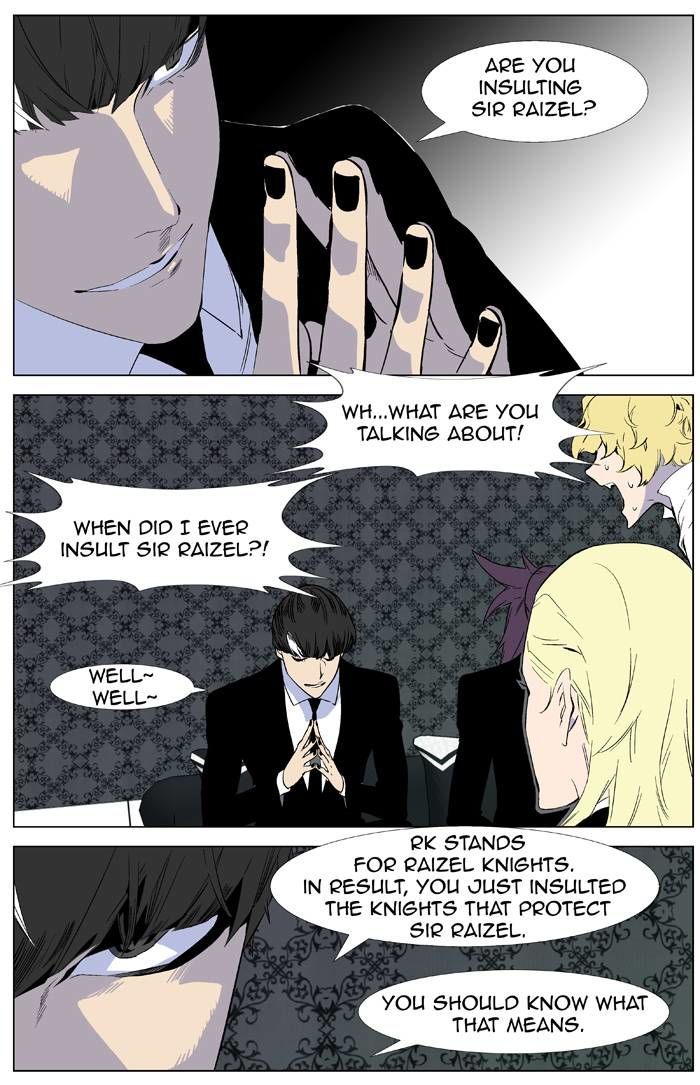 ARE YOU
INSULTING
SIR RAIZEL?
WH...WHAT ARE YOU
TALKING ABOUT!
WHEN DID I EVER
INSULT SIR RAIZEL?!
WELL~
WELL~
RK STANDS
FOR RAIZEL KNIGHTS.
IN RESULT, YOU JUST INSULTED
THE KNIGHTS THAT PROTECT
SIR RAIZEL.
YOU SHOULD KNOW WHAT
THAT MEANS.